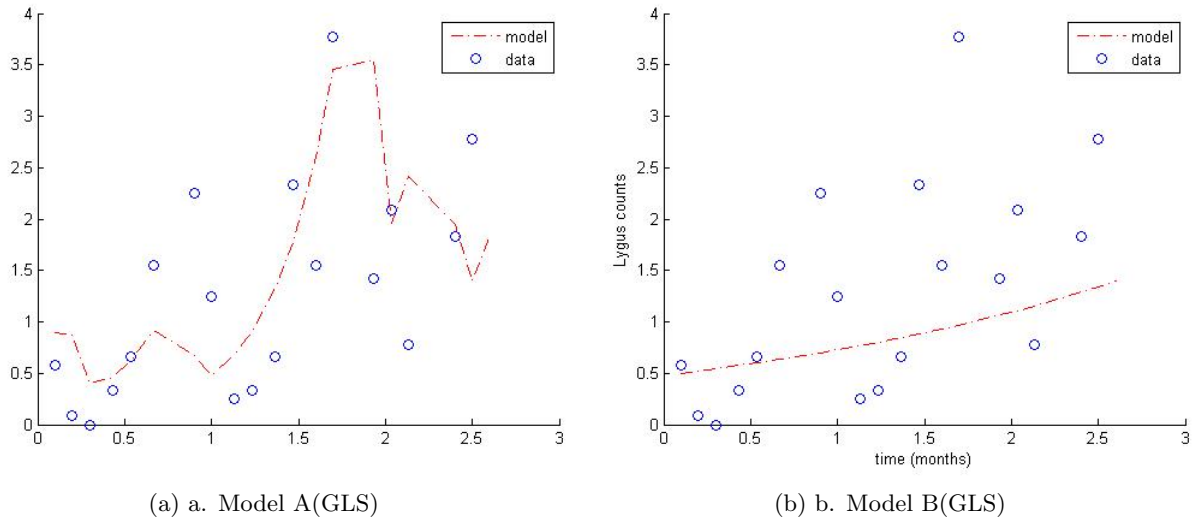 4
3.5
3
2.5
2
1.5
1
0.5
0
0 0.5 1 1.5 2 2.5 3
model
data
(a) a. Model A(GLS)
4
3.5
3
2.5
2
1.5
1
0.5
0
Lygus counts
0 0.5 1 1.5 2 2.5 3
time (months)
model
data
(b) b. Model B(GLS)